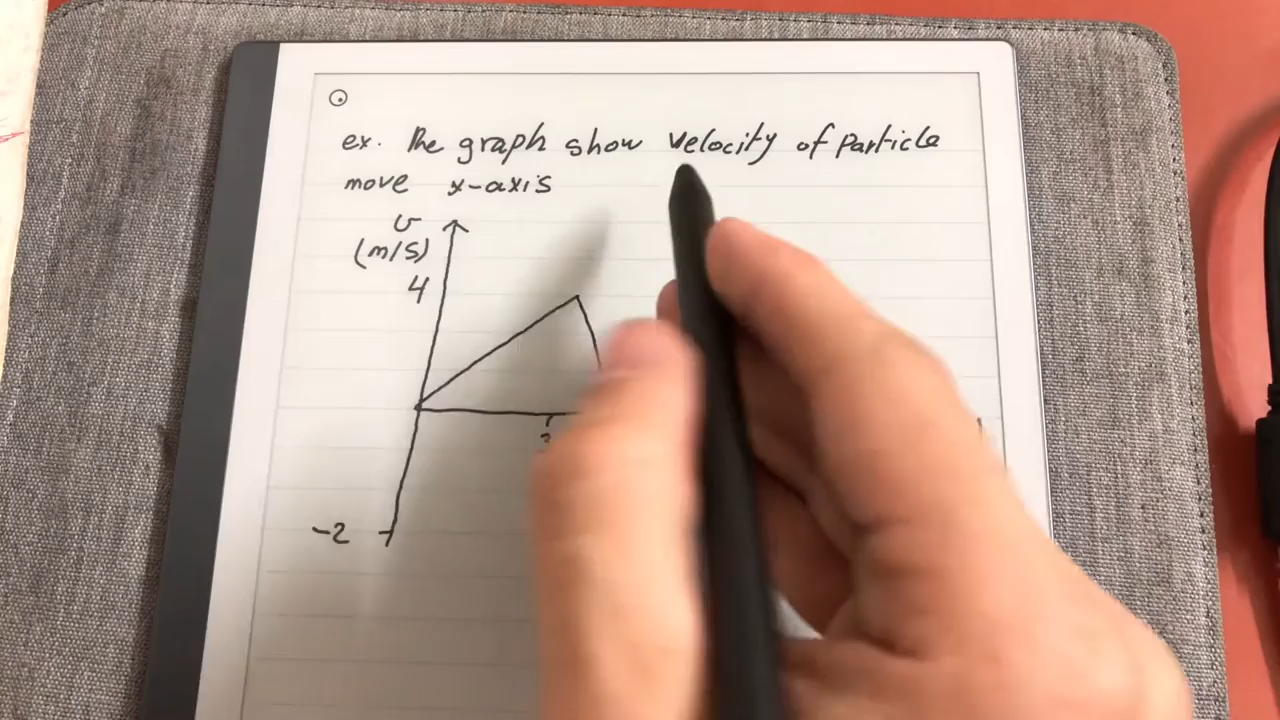 ex. The graph show velocity of particle
move x-axis
v
(m/s)
4
-2